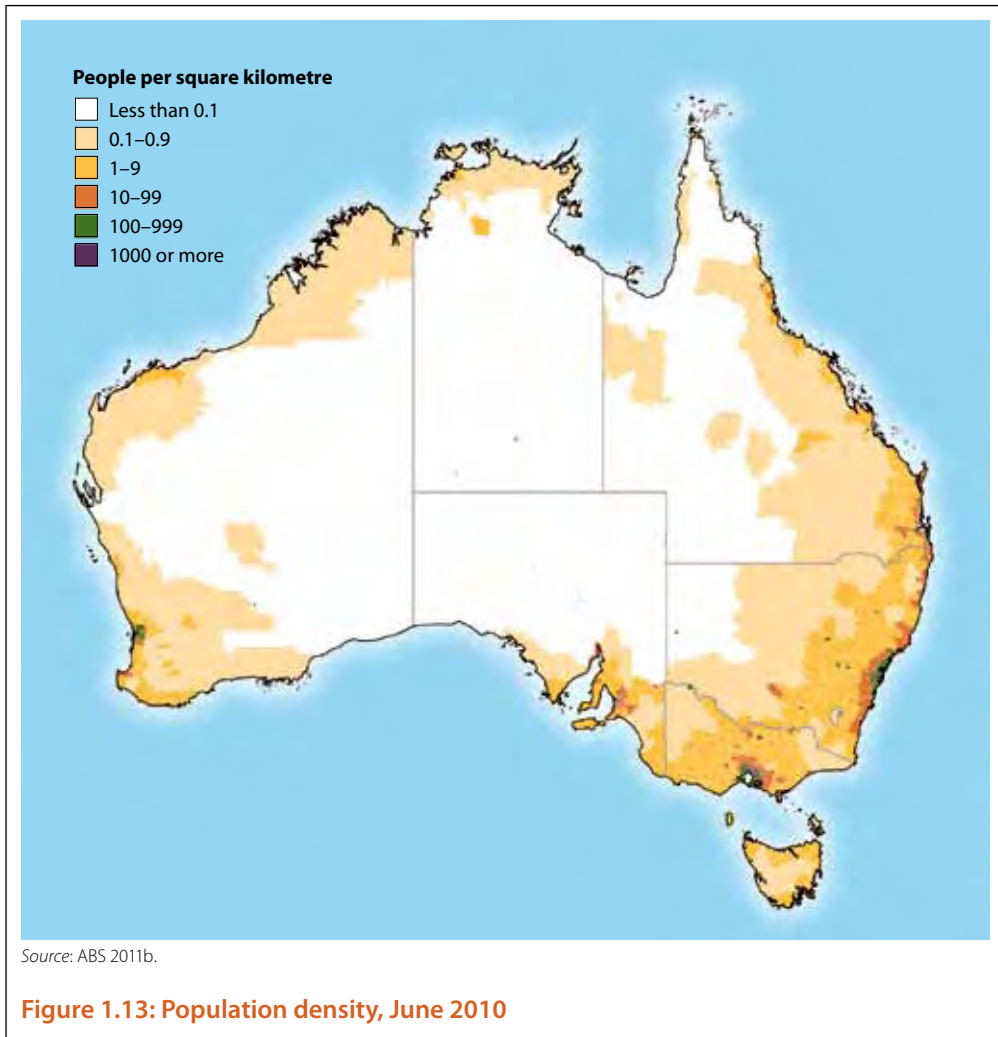 People per square kilometre
Less than 0.1
0.1–0.9
1–9
10–99
100–999
1000 or more
Source: ABS 2011b.
Figure 1.13: Population density, June 2010